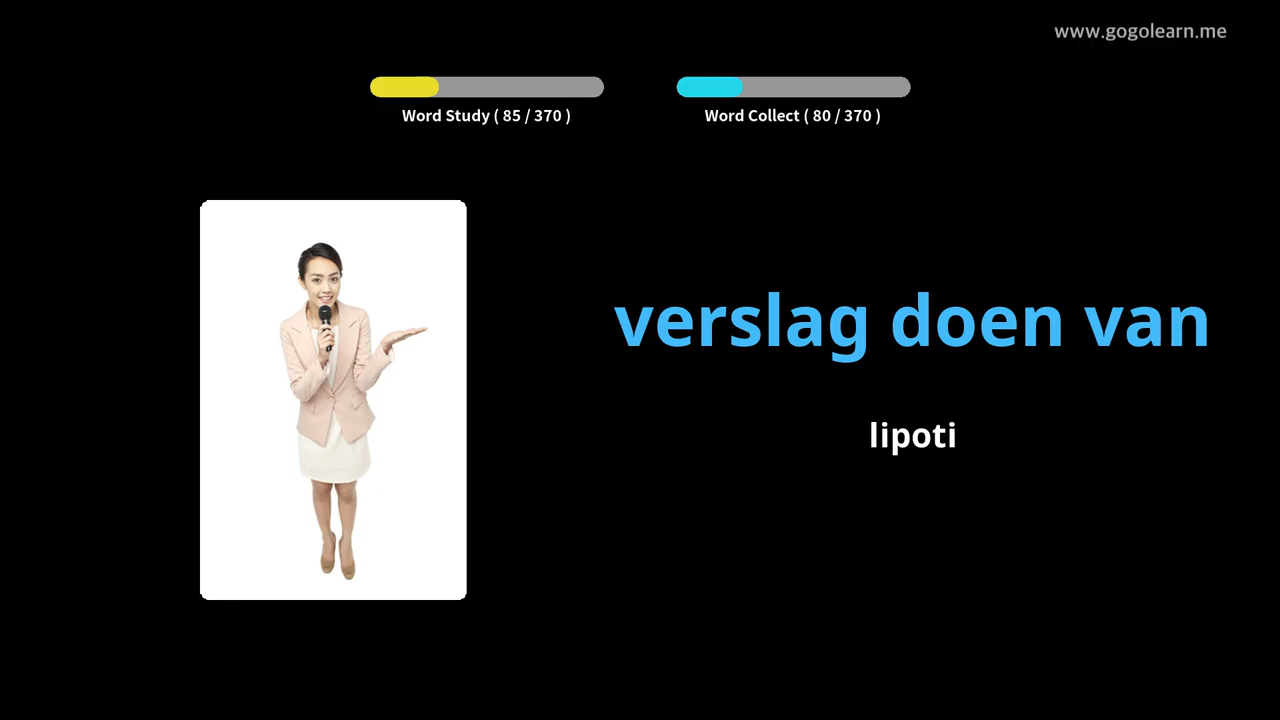 www.gogolearn.me
Word Study ( 85 / 370 )
Word Collect ( 80 / 370 )
verslag doen van
lipoti